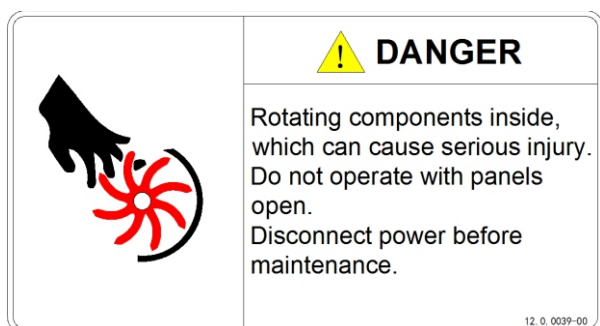 ! DANGER
Rotating components inside,
which can cause serious injury.
Do not operate with panels
open.
Disconnect power before
maintenance.
12.0.0039-00